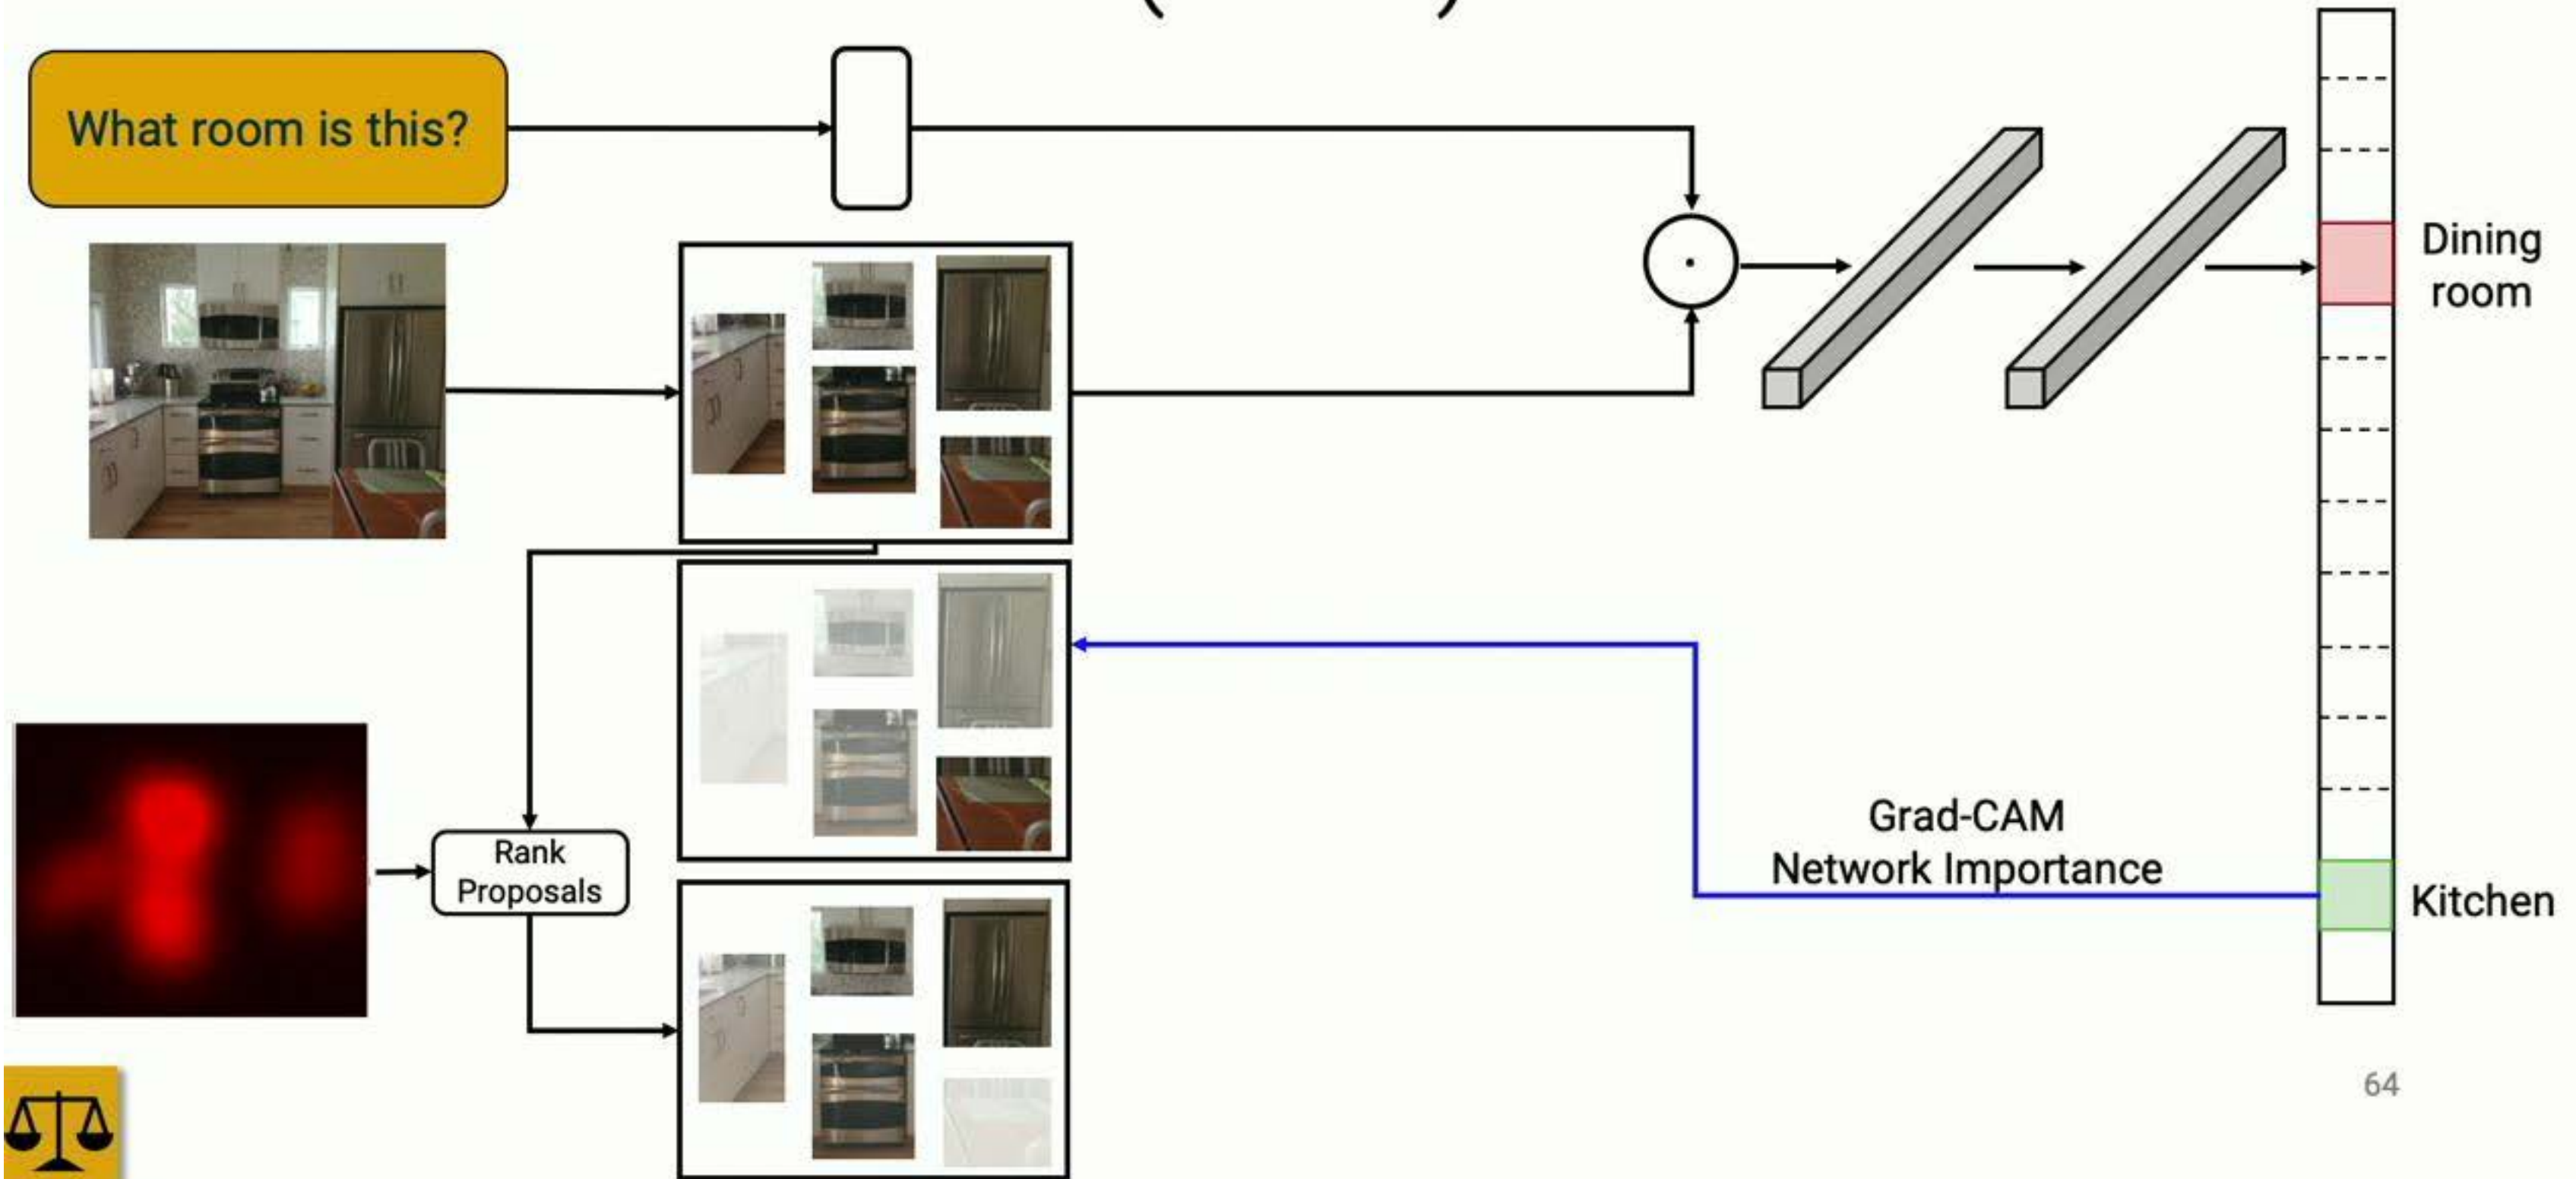 What room is this?
Dining
room
Rank
Proposals
Grad-CAM
Network Importance
Kitchen
64